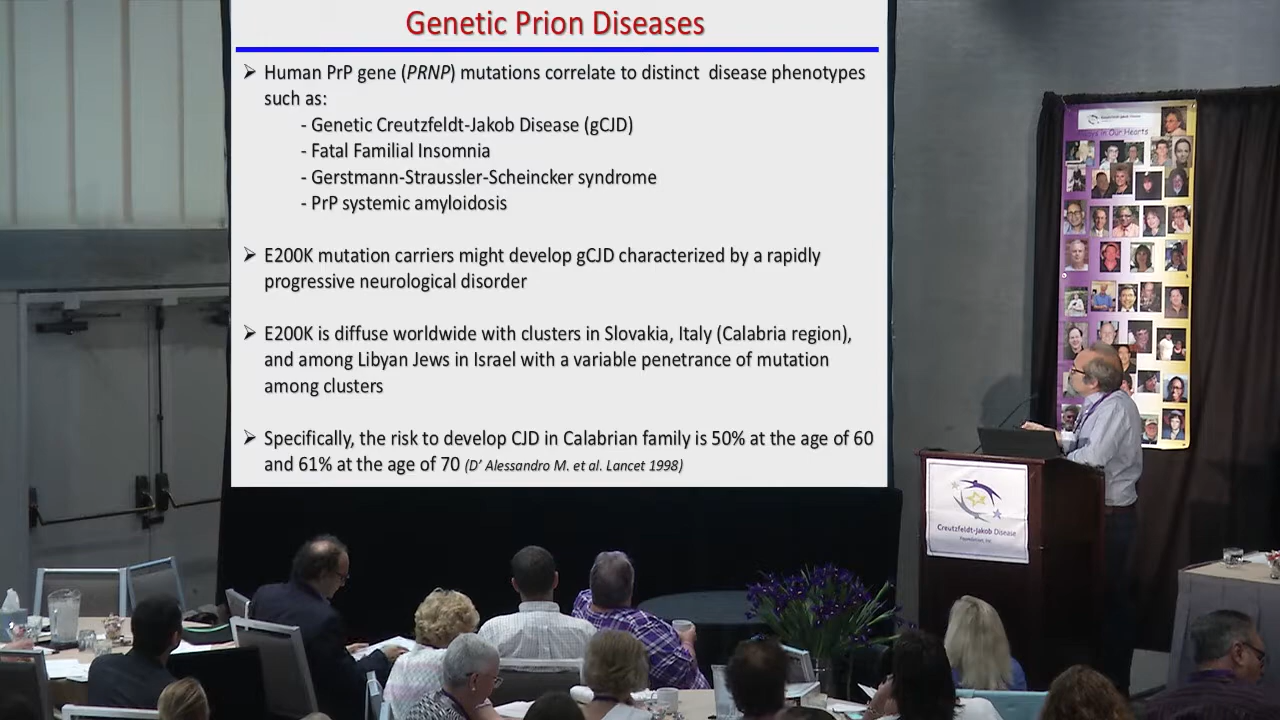 Genetic Prion Diseases
➢ Human PrP gene (PRNP) mutations correlate to distinct disease phenotypes
such as:
- Genetic Creutzfeldt-Jakob Disease (gCJD)
- Fatal Familial Insomnia
- Gerstmann-Straussler-Scheincker syndrome
- PrP systemic amyloidosis
➢ E200K mutation carriers might develop gCJD characterized by a rapidly
progressive neurological disorder
➢ E200K is diffuse worldwide with clusters in Slovakia, Italy (Calabria region),
and among Libyan Jews in Israel with a variable penetrance of mutation
among clusters
➢ Specifically, the risk to develop CJD in Calabrian family is 50% at the age of 60
and 61% at the age of 70 (D' Alessandro M. et al. Lancet 1998)
in Our Hearts
Creutzfeldt-Jakob Disease
Foundation, Inc.